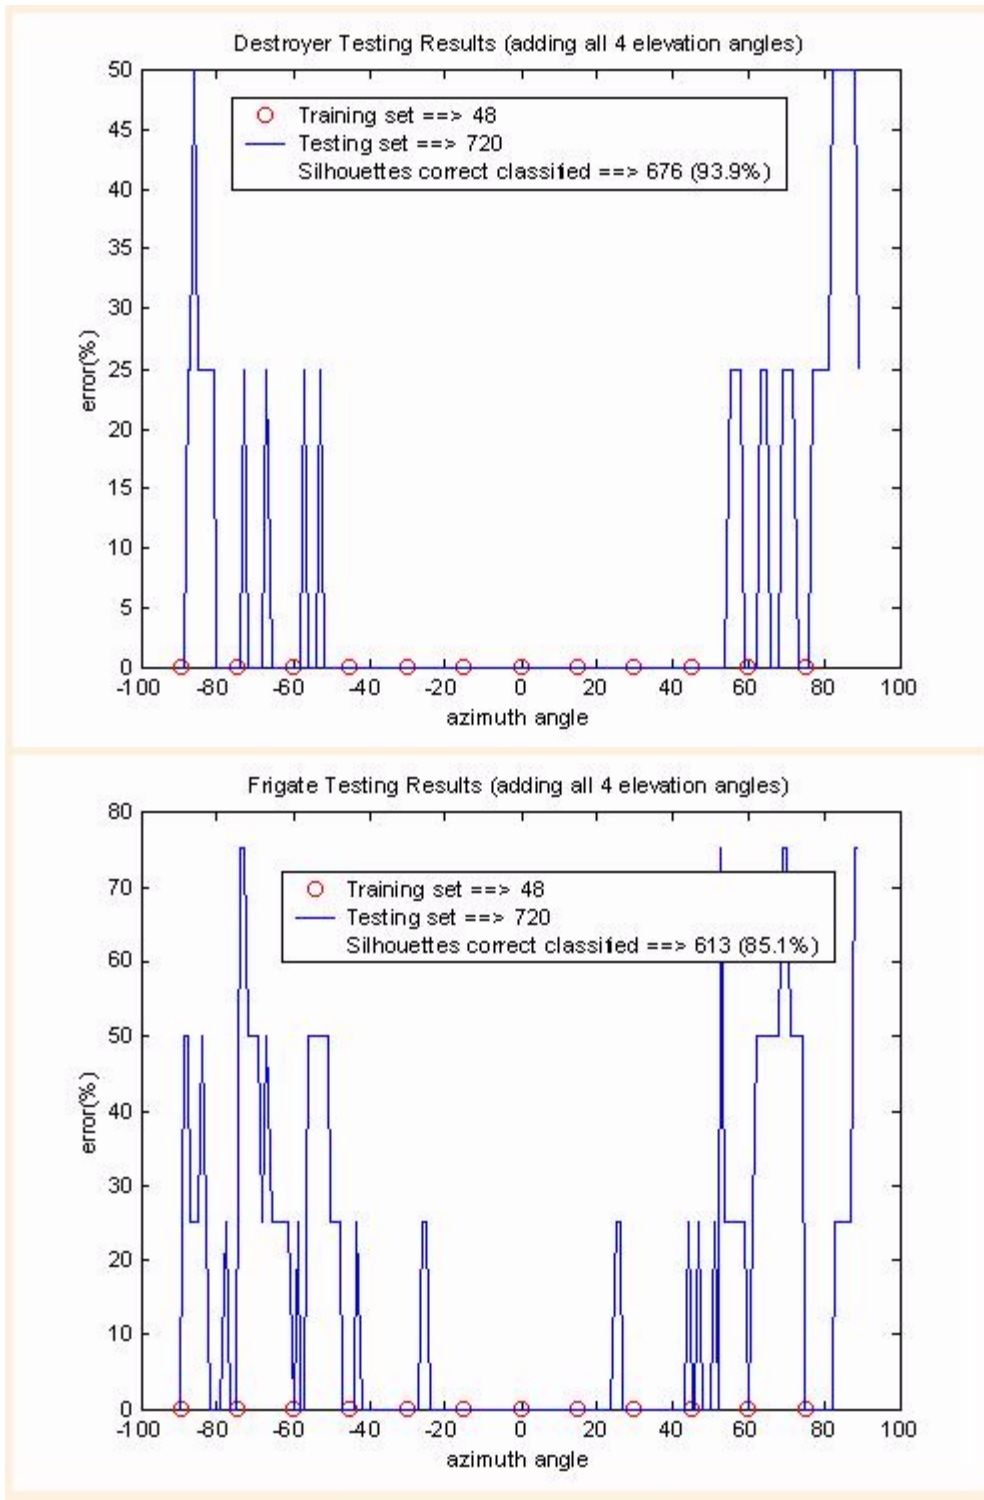 Destroyer Testing Results (adding all 4 elevation angles)
50
45
40
35
30
25
20
15
10
5
0
error(%)
Training set ==> 48
Testing set ==> 720
Silhouettes correct classified ==> 676 (93.9%)
-100 -80 -60 -40 -20 0 20 40 60 80 100
azimuth angle
Frigate Testing Results (adding all 4 elevation angles)
80
70
60
50
40
30
20
10
0
error(%)
Training set ==> 48
Testing set ==> 720
Silhouettes correct classified ==> 613 (85.1%)
-100 -80 -60 -40 -20 0 20 40 60 80 100
azimuth angle